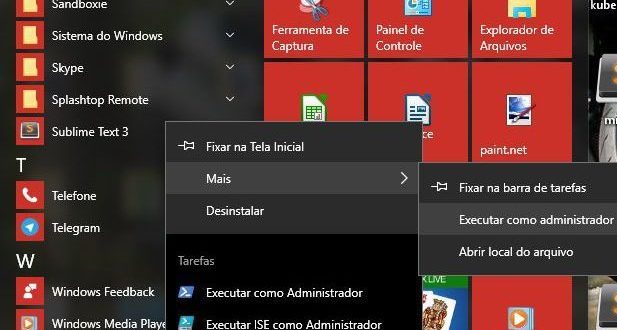 Sandboxie
Sistema do Windows
Skype
Splashtop Remote
Sublime Text 3
T
Telefone
Telegram
W
Windows Feedback
Windows Media Playe
Ferramenta de
Captura
Painel de
Controle
Explorador de
Arquivos
kube
paint.net
Fixar na Tela Inicial
Mais
Desinstalar
Tarefas
Executar como Administrador
Executar ISE como Administrador
Fixar na barra de tarefas
Executar como administrador
Abrir local do arquivo